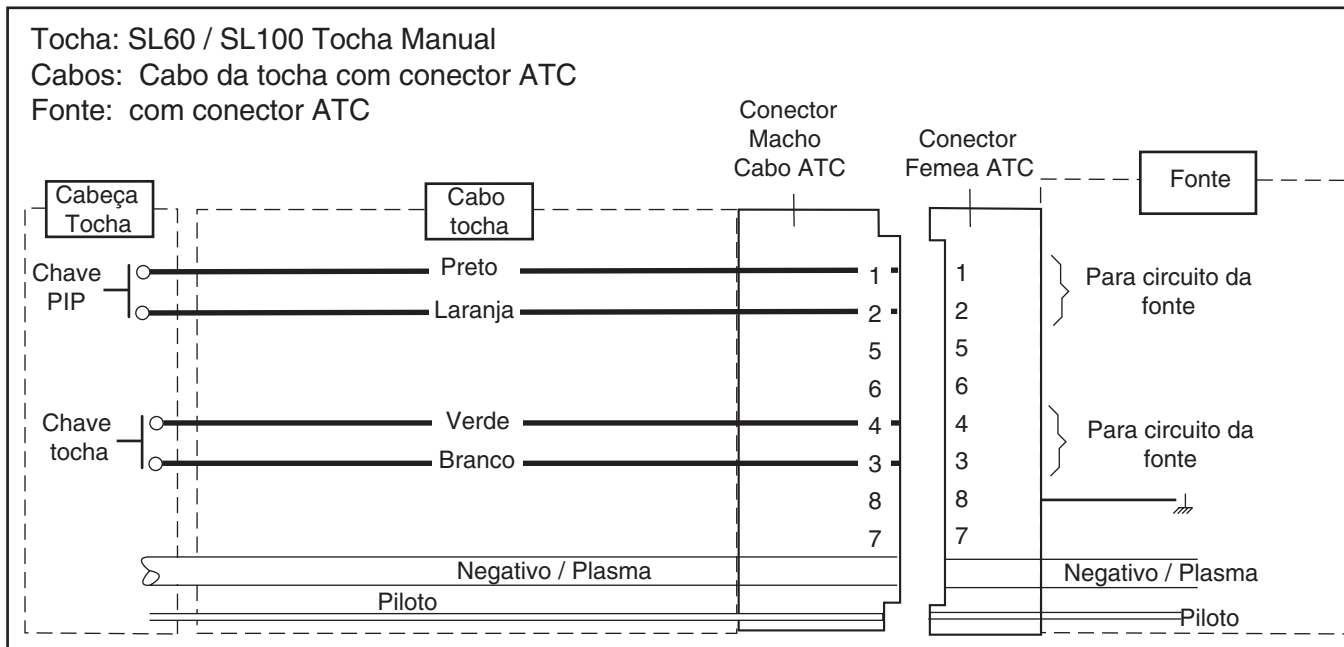 Tocha: SL60 / SL100 Tocha Manual
Cabos: Cabo da tocha com conector ATC
Fonte: com conector ATC
Conector
Macho
Cabo ATC
Conector
Femea ATC
Fonte
Cabeça
Tocha
Cabo
tocha
Chave
PIP
Preto
Laranja
1
2
5
6
4
3
8
7
1
2
5
6
4
3
8
7
Para circuito da
fonte
Chave
tocha
Verde
Branco
Para circuito da
fonte
Negativo / Plasma
Negativo / Plasma
Piloto
Piloto